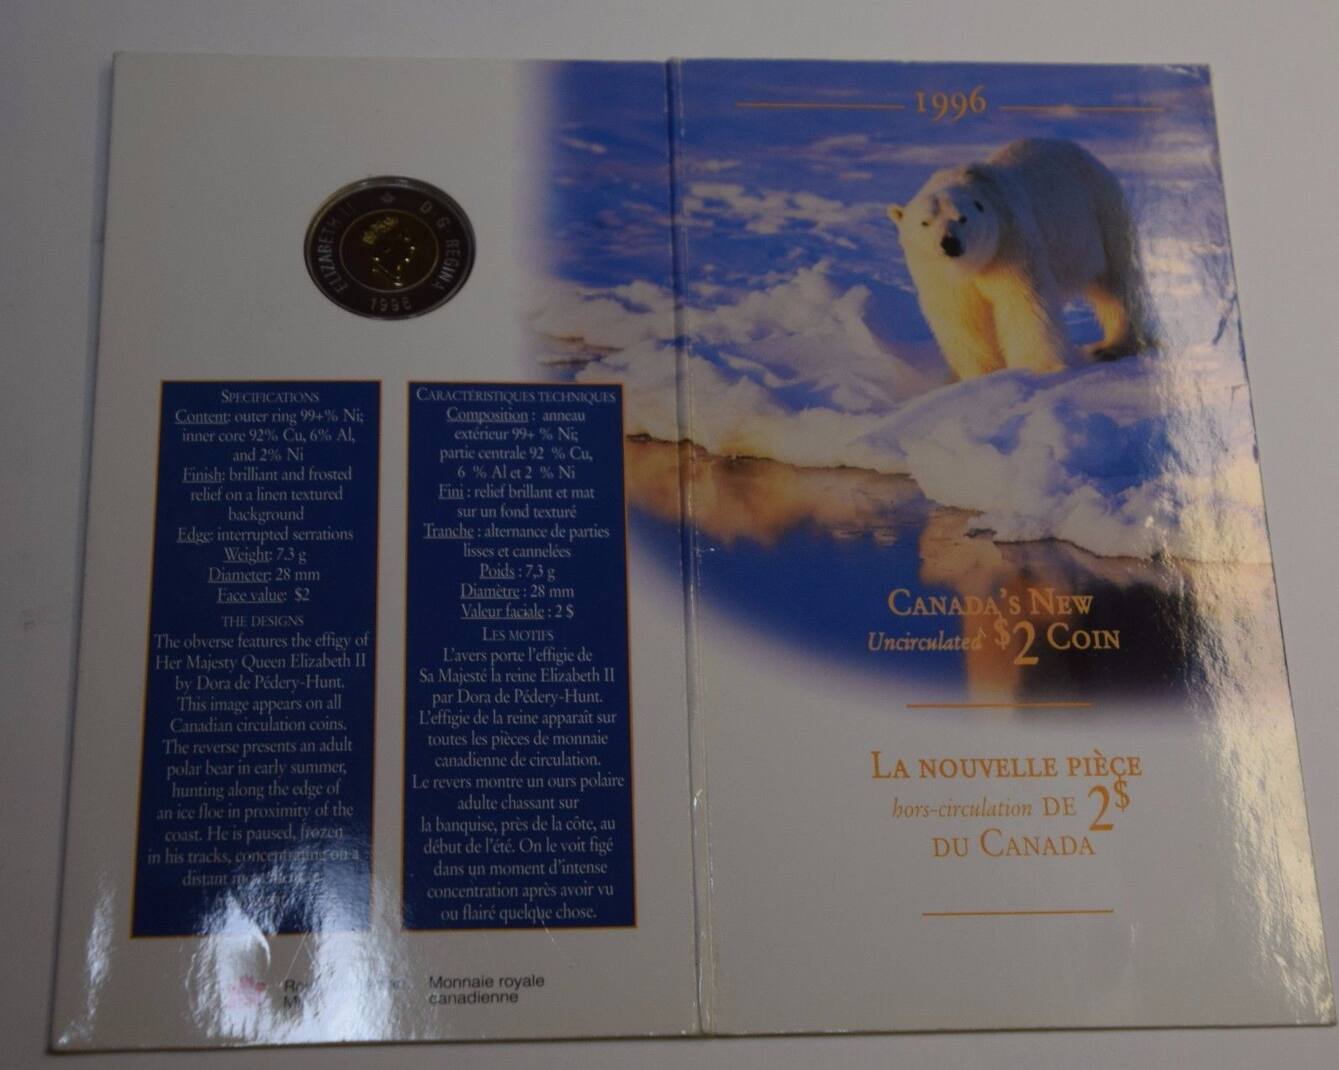 ELIZABETH II D·G·REGINA
1996
SPECIFICATIONS
Content: outer ring 99+% Ni;
inner core 92% Cu, 6% Al,
and 2% Ni
Finish: brilliant and frosted
relief on a linen textured
background
Edge: interrupted serrations
Weight: 7.3 g
Diameter: 28 mm
Face value: $2
THE DESIGNS
The obverse features the effigy of
Her Majesty Queen Elizabeth II
by Dora de Pédery-Hunt.
This image appears on all
Canadian circulation coins.
The reverse presents an adult
polar bear in early summer,
hunting along the edge of
an ice floe in proximity of the
coast. He is paused, frozen
in his tracks, concentrating on a
distant
CARACTÉRISTIQUES TECHNIQUES
Composition : anneau
extérieur 99+ % Ni;
partie centrale 92 % Cu,
6 % Al et 2 % Ni
Fini : relief brillant et mat
sur un fond texturé
Tranche : alternance de parties
lisses et cannelées
Poids : 7,3 g
Diamètre : 28 mm
Valeur faciale : 2 $
LES MOTIFS
L'avers porte l'effigie de
Sa Majesté la reine Elizabeth II
par Dora de Pédery-Hunt.
L'effigie de la reine apparaît sur
toutes les pièces de monnaie
canadienne de circulation.
Le revers montre un ours polaire
adulte chassant sur
la banquise, près de la côte, au
début de l'été. On le voit figé
dans un moment d'intense
concentration après avoir vu
ou flairé quelque chose.
Monnaie royale
canadienne
1996
CANADA'S NEW
Uncirculated $2 COIN
LA NOUVELLE PIÈCE
hors-circulation DE 2$
DU CANADA